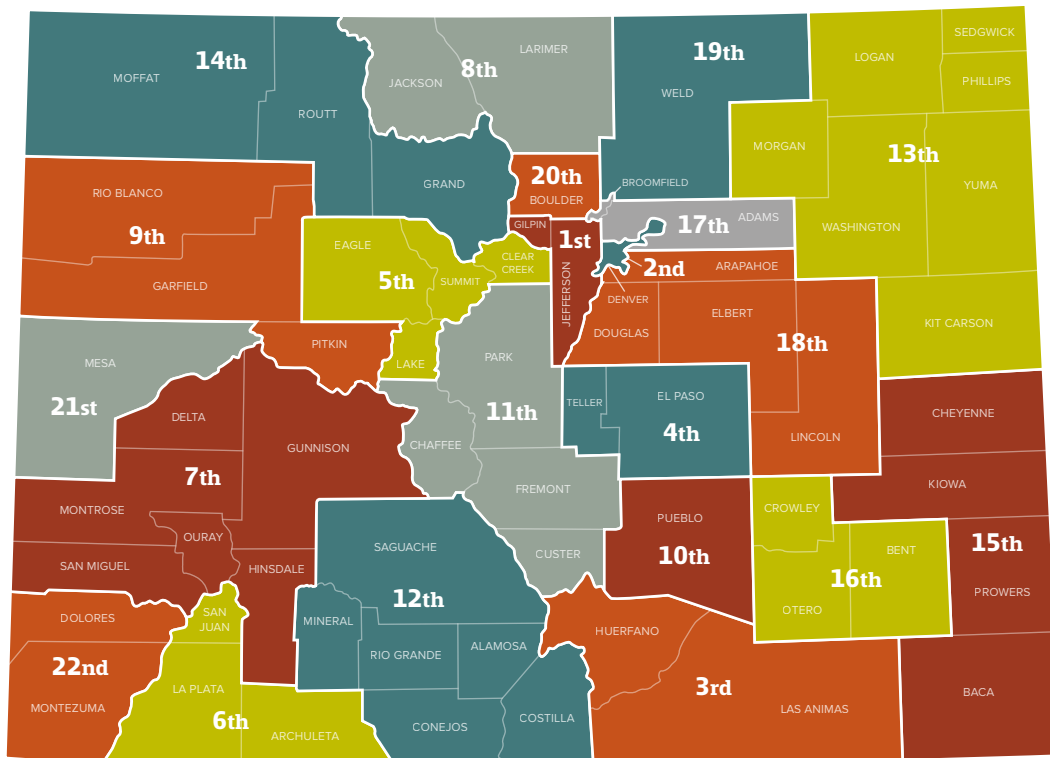 14th
MOFFAT
ROUTT
JACKSON
8th
LARIMER
19th
WELD
LOGAN
SEDGWICK
PHILLIPS
MORGAN
13th
YUMA
WASHINGTON
KIT CARSON
RIO BLANCO
9th
GARFIELD
GRAND
20th
BOULDER
BROOMFIELD
GILPIN
1st
JEFFERSON
17th
ADAMS
2nd
DENVER
ARAPAHOE
EAGLE
5th
SUMMIT
CLEAR
CREEK
LAKE
PITKIN
DOUGLAS
ELBERT
18th
LINCOLN
MESA
21st
PARK
11th
CHAFFEE
FREMONT
CUSTER
TELLER
EL PASO
4th
DELTA
GUNNISON
7th
MONTROSE
OURAY
SAN MIGUEL
HINSDALE
CHEYENNE
KIOWA
15th
PROWERS
BACA
CROWLEY
BENT
16th
OTERO
PUEBLO
10th
SAGUACHE
12th
MINERAL
RIO GRANDE
ALAMOSA
CONEJOS
COSTILLA
DOLORES
22nd
MONTEZUMA
SAN
JUAN
LA PLATA
6th
ARCHULETA
HUERFANO
3rd
LAS ANIMAS